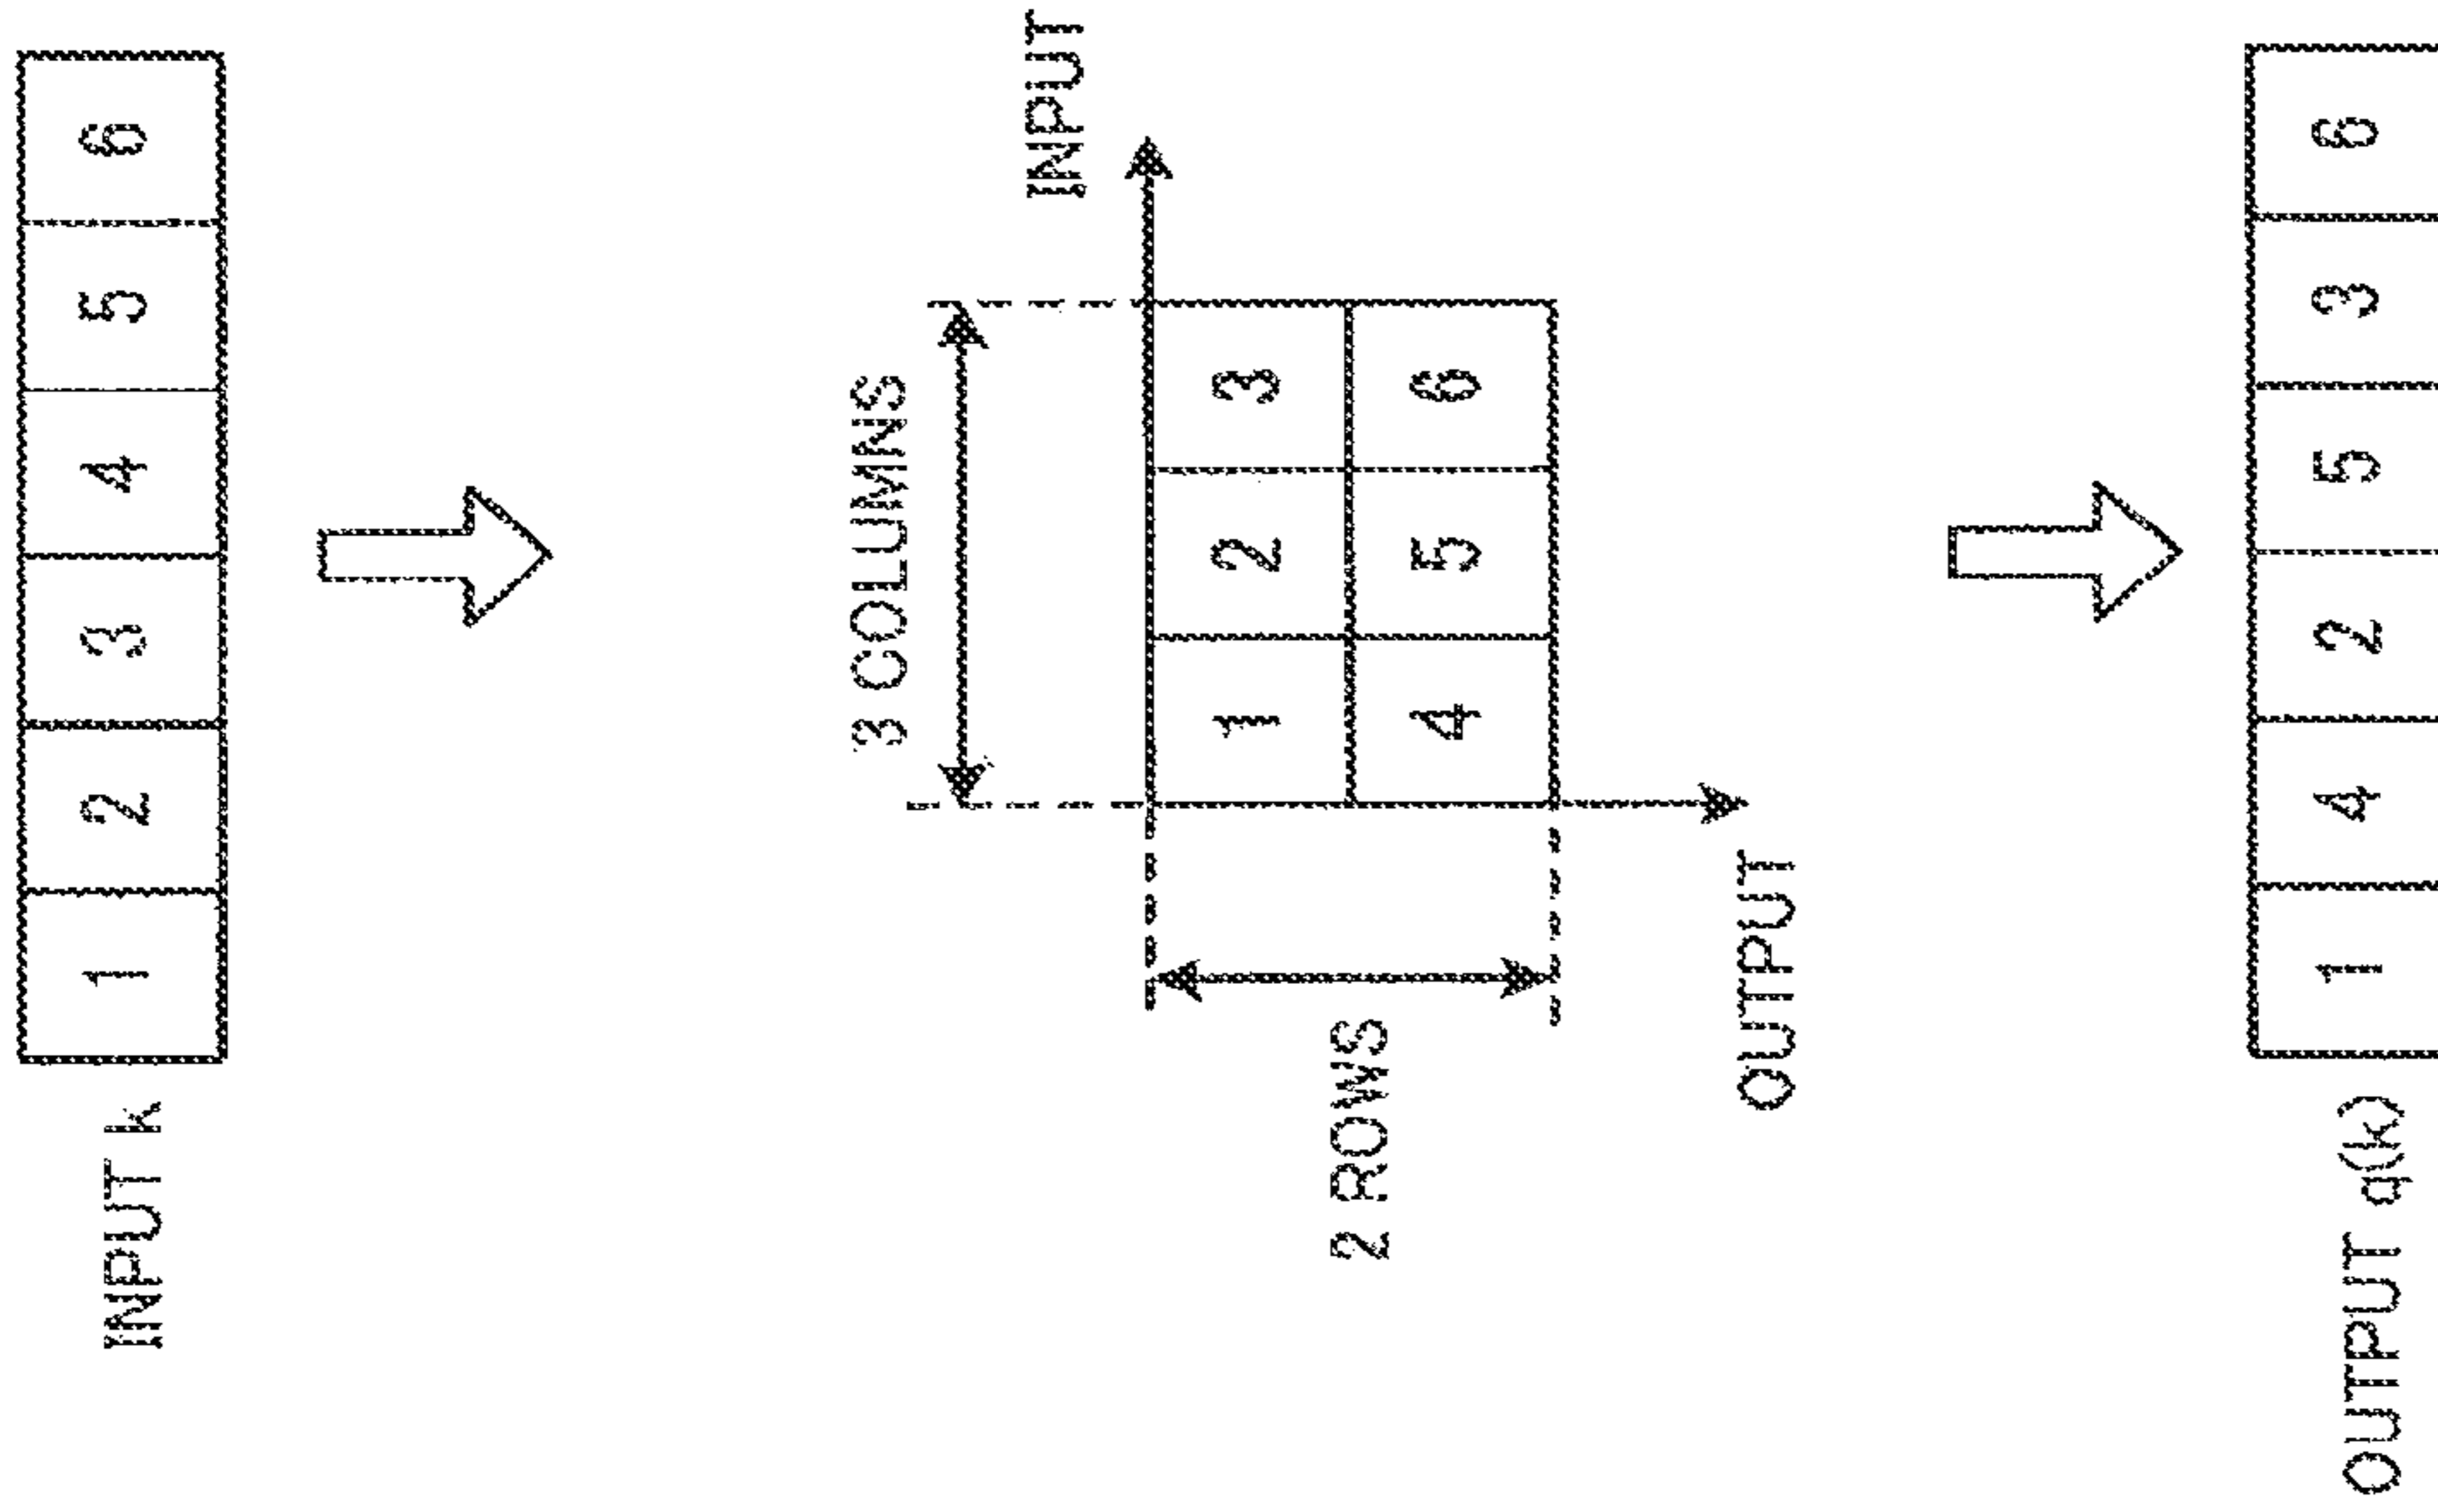 INPUT k 1 2 3 4 5 6
3 COLUMNS
INPUT
2 ROWS
1 2 3
4 5 6
OUTPUT
OUTPUT q(k) 1 4 2 5 3 6